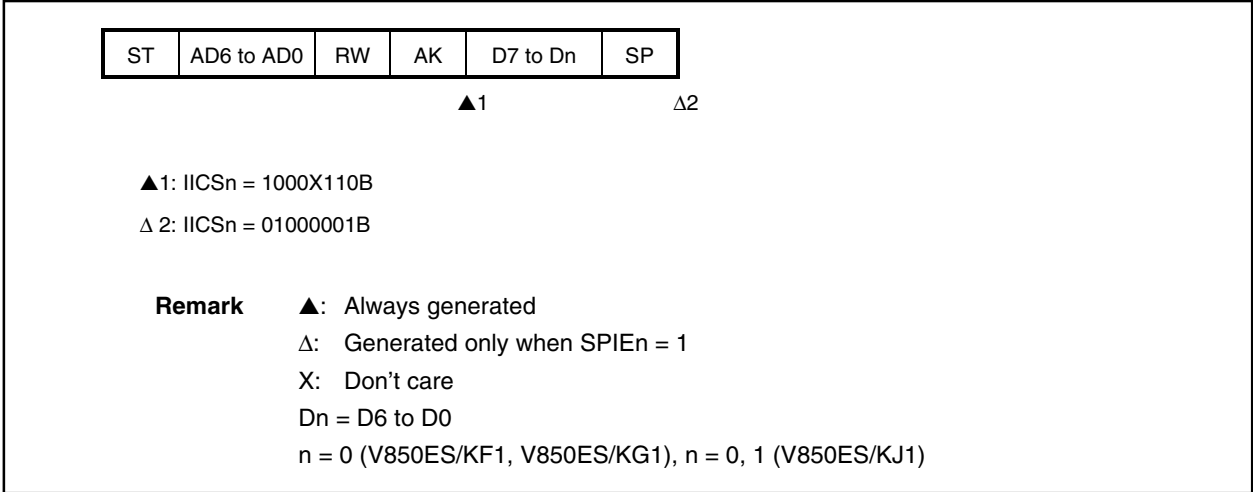 ST AD6 to AD0 RW AK D7 to Dn SP
▲1 Δ2
▲1: IICSn = 1000X110B
Δ 2: IICSn = 01000001B
Remark ▲: Always generated
Δ: Generated only when SPIEn = 1
X: Don't care
Dn = D6 to D0
n = 0 (V850ES/KF1, V850ES/KG1), n = 0, 1 (V850ES/KJ1)